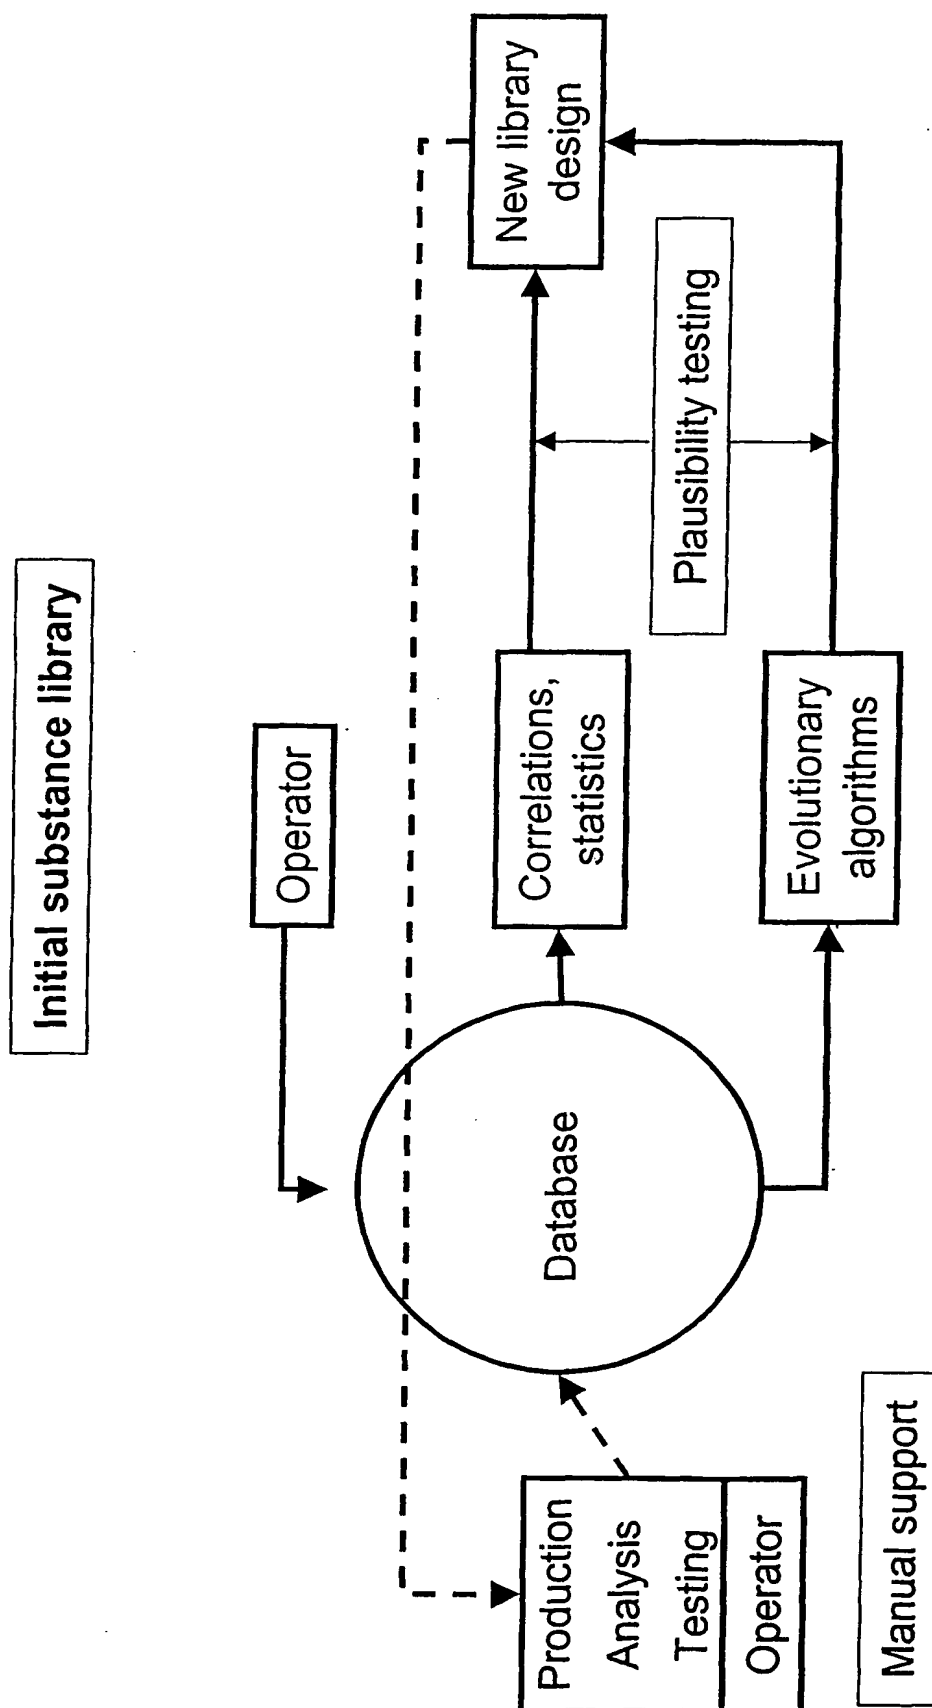 Initial substance library
Operator
New library
design
Correlations,
statistics
Database
Plausibility testing
Production
Analysis
Testing
Operator
Evolutionary
algorithms
Manual support